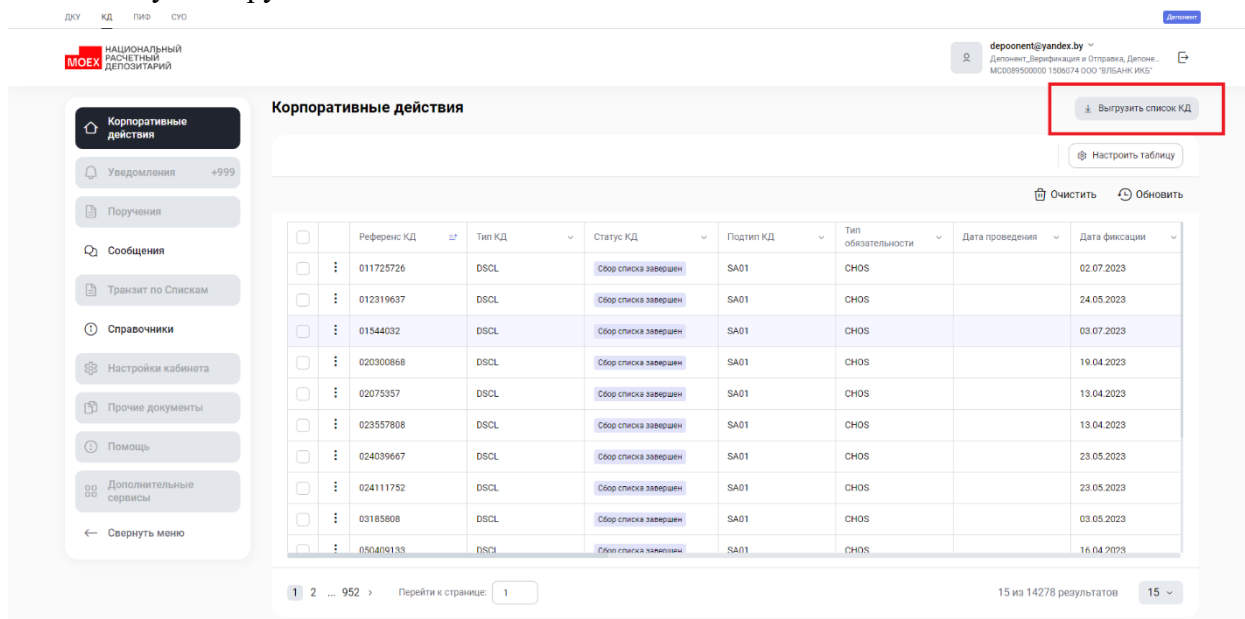 ДКУ КД ПИФ СУО Депонент
MOEX НАЦИОНАЛЬНЫЙ РАСЧЕТНЫЙ ДЕПОЗИТАРИЙ
depoonent@yandex.by
Депонент_Верификация и Отправка, Депоне...
MC0089500000 1506074 ООО "ВЛБАНК ИКБ"
Корпоративные действия
Выгрузить список КД
Настроить таблицу
Очистить Обновить
Корпоративные
действия
Уведомления +999
Поручения
Сообщения
Транзит по Спискам
Справочники
Настройки кабинета
Прочие документы
Помощь
Дополнительные
сервисы
Свернуть меню
Референс КД Тип КД Статус КД Подтип КД Тип обязательности Дата проведения Дата фиксации
011725726 DSCL Сбор списка завершен SA01 CHOS 02.07.2023
012319637 DSCL Сбор списка завершен SA01 CHOS 24.05.2023
01544032 DSCL Сбор списка завершен SA01 CHOS 03.07.2023
020300868 DSCL Сбор списка завершен SA01 CHOS 19.04.2023
02075357 DSCL Сбор списка завершен SA01 CHOS 13.04.2023
023557808 DSCL Сбор списка завершен SA01 CHOS 13.04.2023
024039667 DSCL Сбор списка завершен SA01 CHOS 23.05.2023
024111752 DSCL Сбор списка завершен SA01 CHOS 23.05.2023
03185808 DSCL Сбор списка завершен SA01 CHOS 03.05.2023
050409133 DSCL Сбор списка завершен SA01 CHOS 16.04.2023
1 2 ... 952 > Перейти к странице: 1 15 из 14278 результатов 15